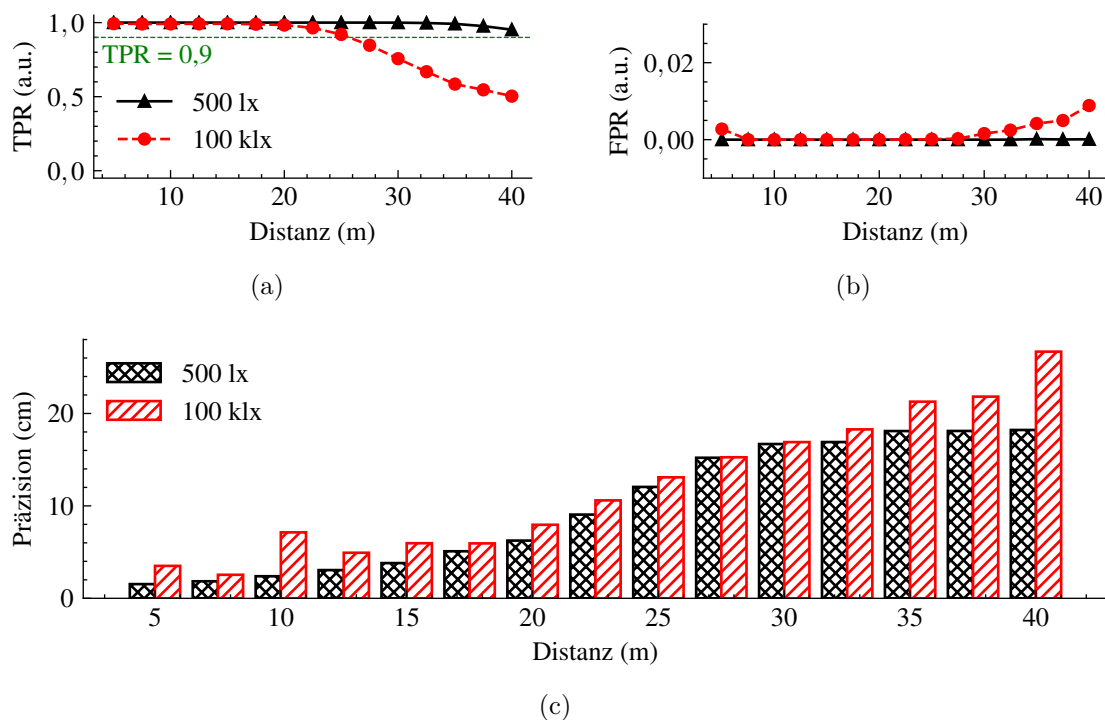 1,0
0,5
0,0
TPR (a.u.)
TPR = 0,9
500 lx
100 klx
10 20 30 40
Distanz (m)
(a)
0,02
0,00
FPR (a.u.)
10 20 30 40
Distanz (m)
(b)
20
10
0
Präzision (cm)
500 lx
100 klx
5 10 15 20 25 30 35 40
Distanz (m)
(c)